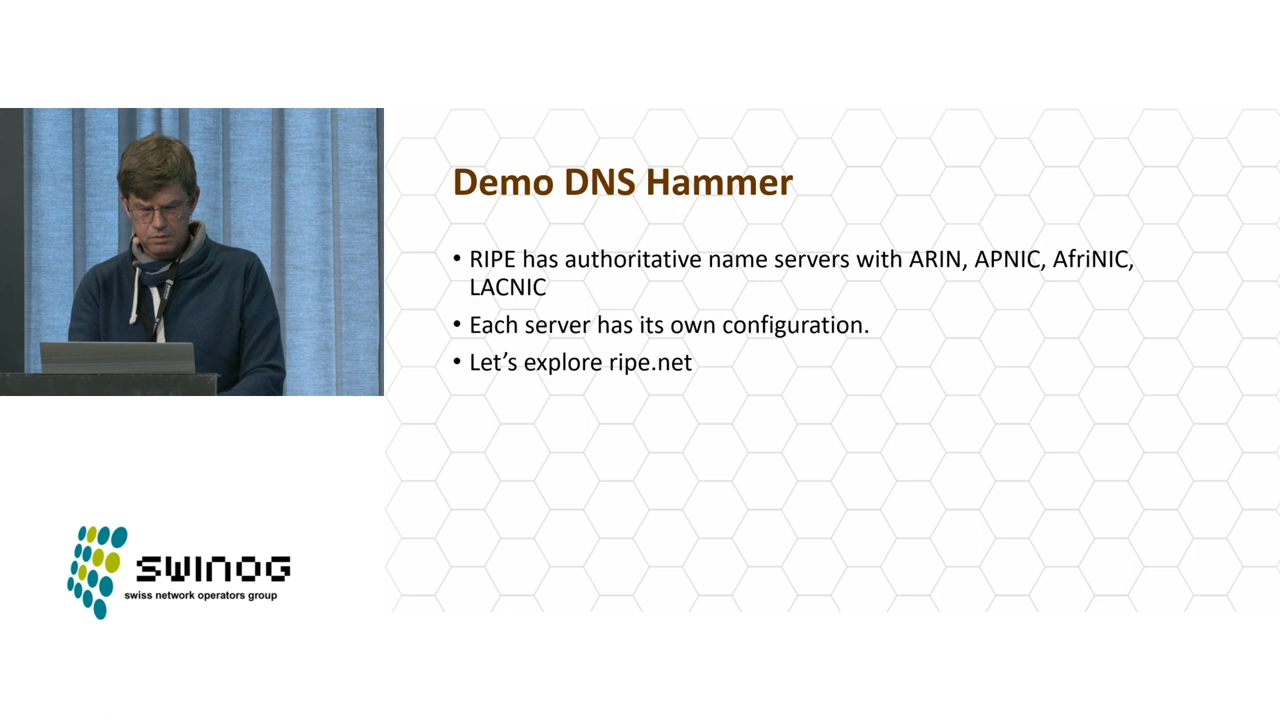 Demo DNS Hammer
• RIPE has authoritative name servers with ARIN, APNIC, AfriNIC,
LACNIC
• Each server has its own configuration.
• Let's explore ripe.net
SWINOG
swiss network operators group